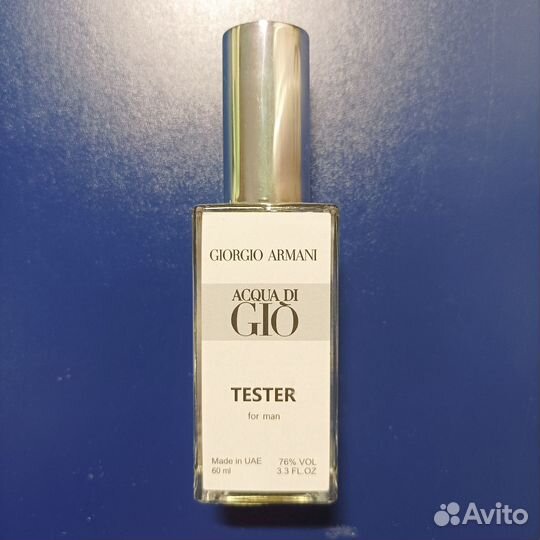 GIORGIO ARMANI
ACQUA DI
GIÒ
TESTER
for man
Made in UAE 76% VOL
60 ml 3.3 FL.OZ
Avito